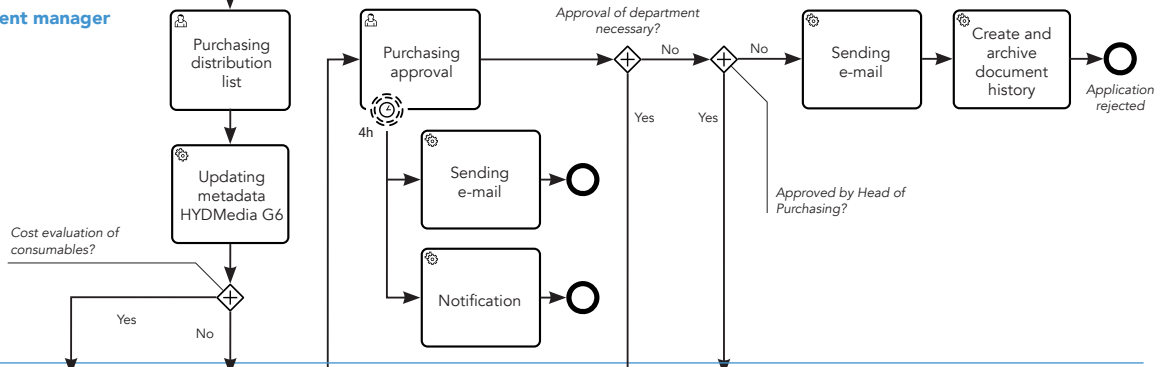 ent manager
Purchasing
distribution
list
Updating
metadata
HYDMedia G6
Cost evaluation of
consumables?
Yes
No
Purchasing
approval
4h
Sending
e-mail
Notification
Approval of department
necessary?
No
Yes
No
Yes
Approved by Head of
Purchasing?
Sending
e-mail
Create and
archive
document
history
Application
rejected